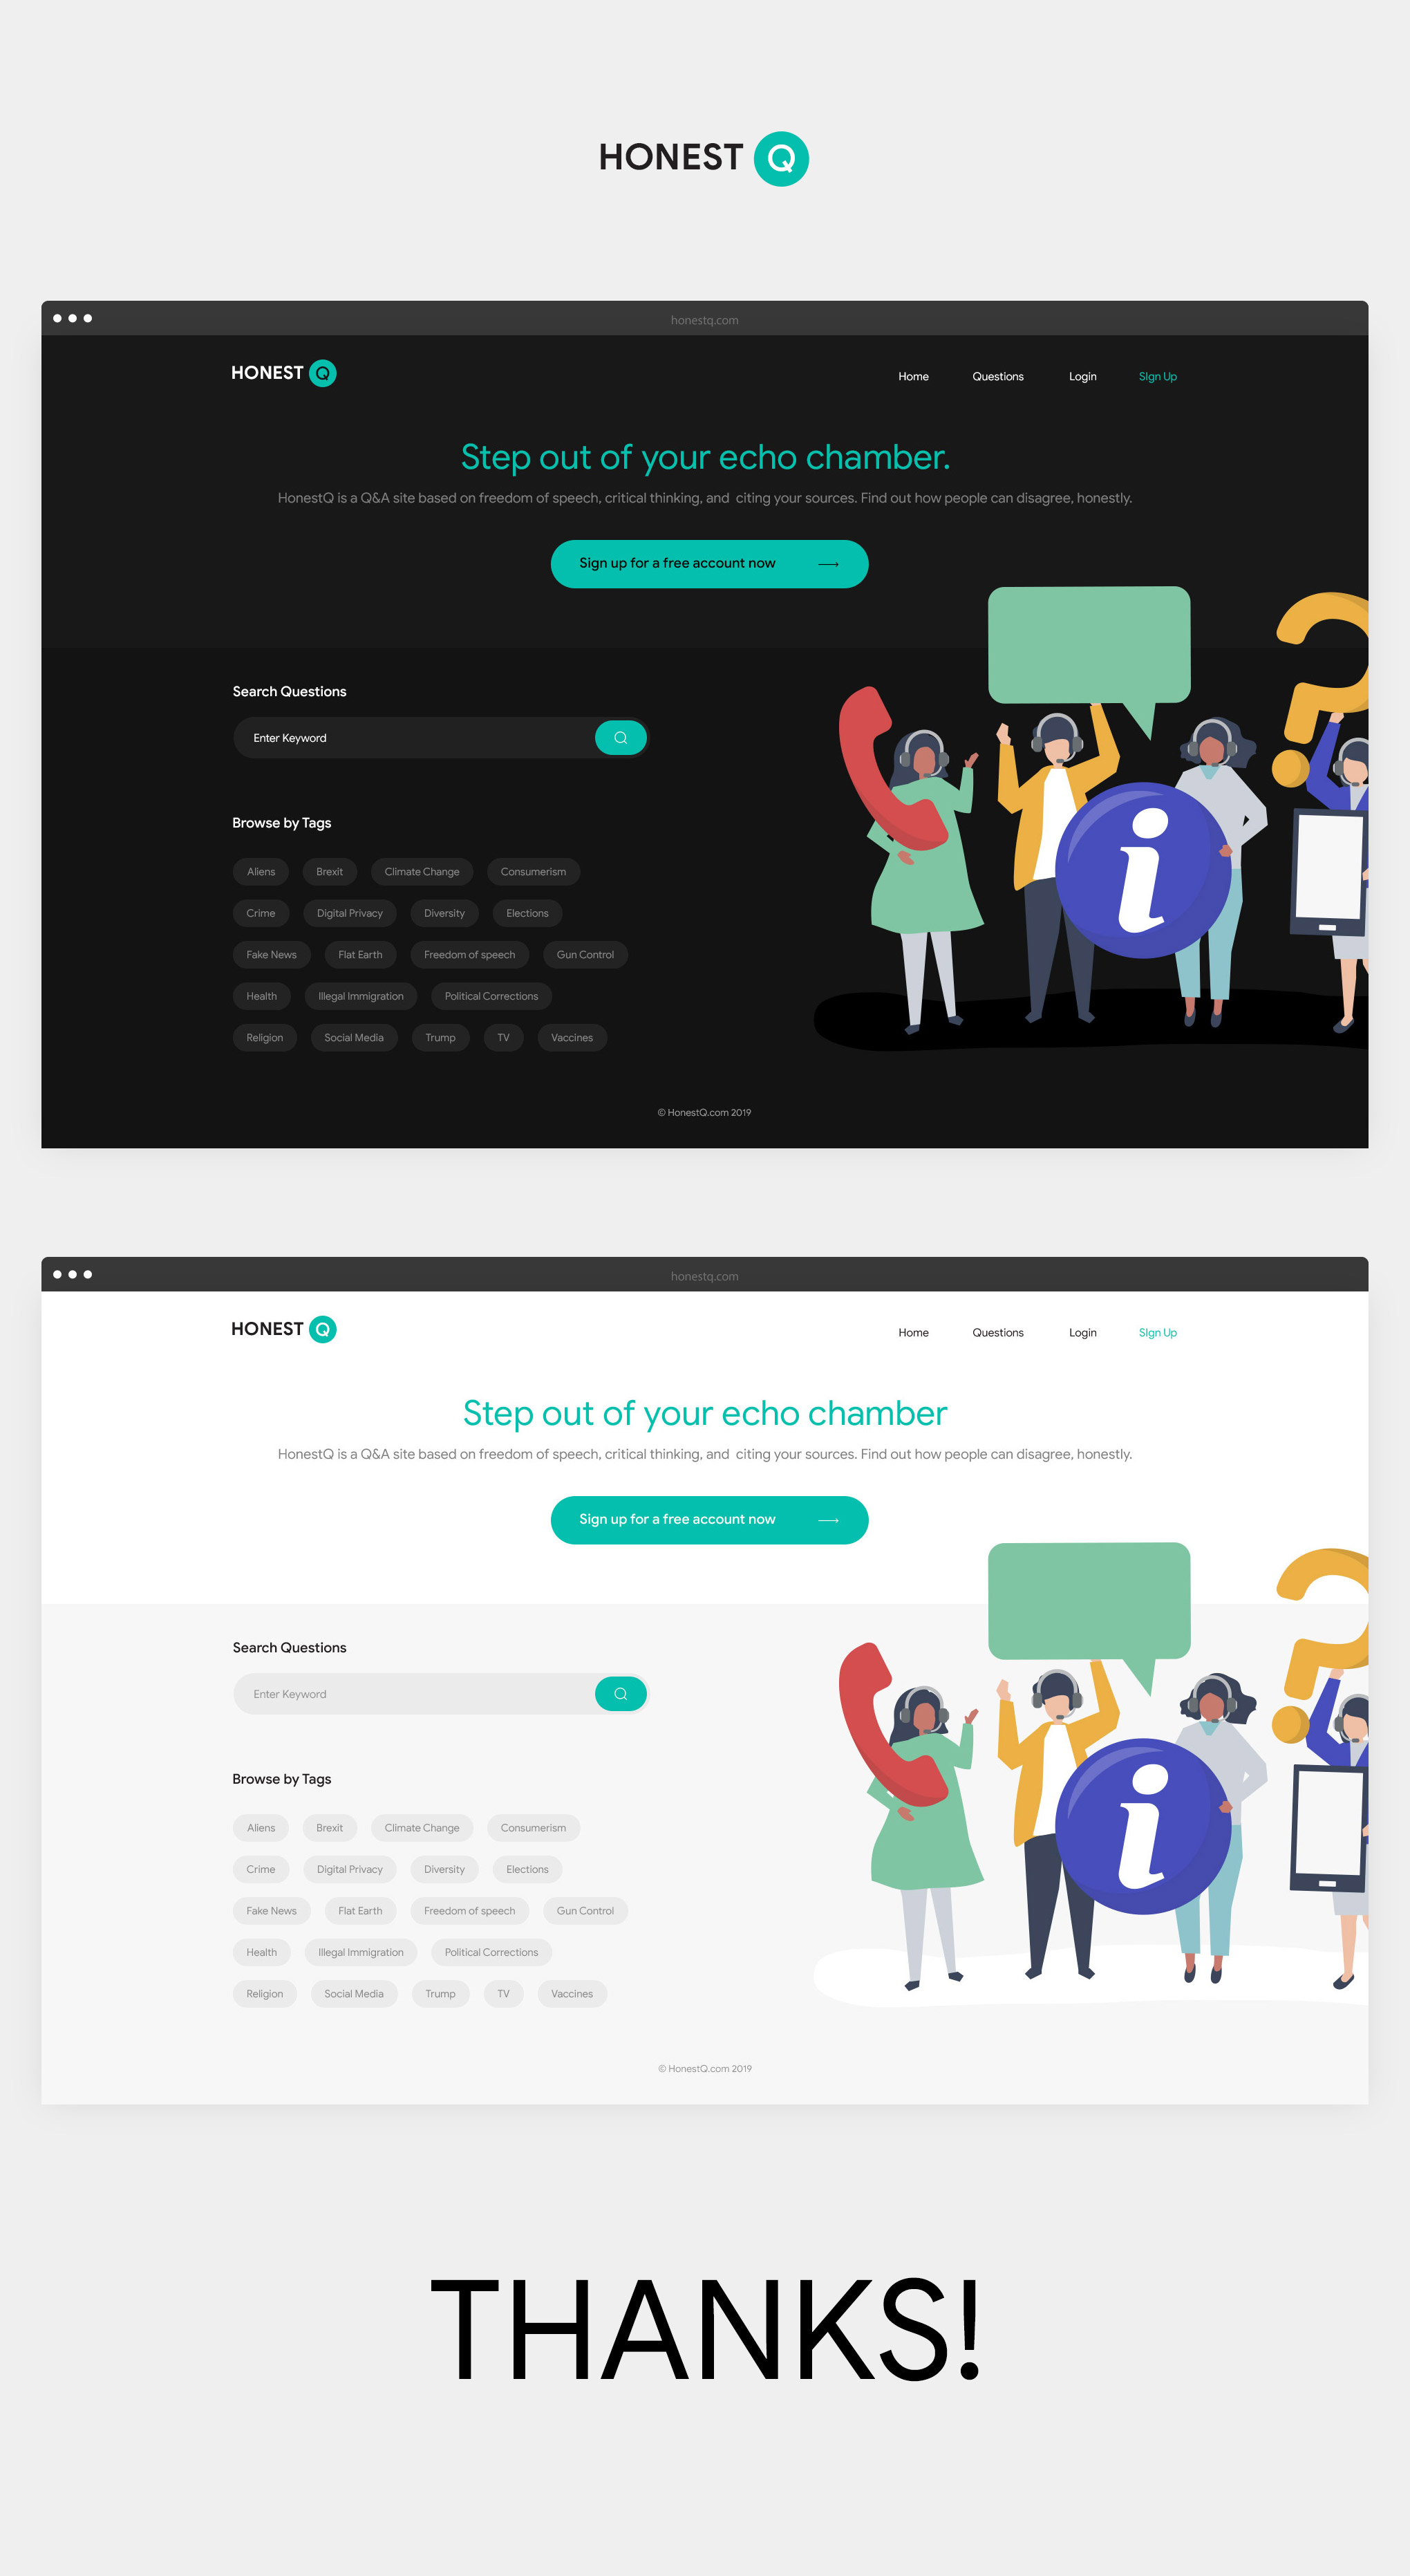 HONEST Q
honestq.com
HONEST Q
Home Questions Login SIgn Up
Step out of your echo chamber.
HonestQ is a Q&A site based on freedom of speech, critical thinking, and citing your sources. Find out how people can disagree, honestly.
Sign up for a free account now
Search Questions
Enter Keyword
Browse by Tags
Aliens Brexit Climate Change Consumerism
Crime Digital Privacy Diversity Elections
Fake News Flat Earth Freedom of speech Gun Control
Health Illegal Immigration Political Corrections
Religion Social Media Trump TV Vaccines
i
© HonestQ.com 2019
honestq.com
HONEST Q
Home Questions Login SIgn Up
Step out of your echo chamber
HonestQ is a Q&A site based on freedom of speech, critical thinking, and citing your sources. Find out how people can disagree, honestly.
Sign up for a free account now
Search Questions
Enter Keyword
Browse by Tags
Aliens Brexit Climate Change Consumerism
Crime Digital Privacy Diversity Elections
Fake News Flat Earth Freedom of speech Gun Control
Health Illegal Immigration Political Corrections
Religion Social Media Trump TV Vaccines
i
© HonestQ.com 2019
THANKS!